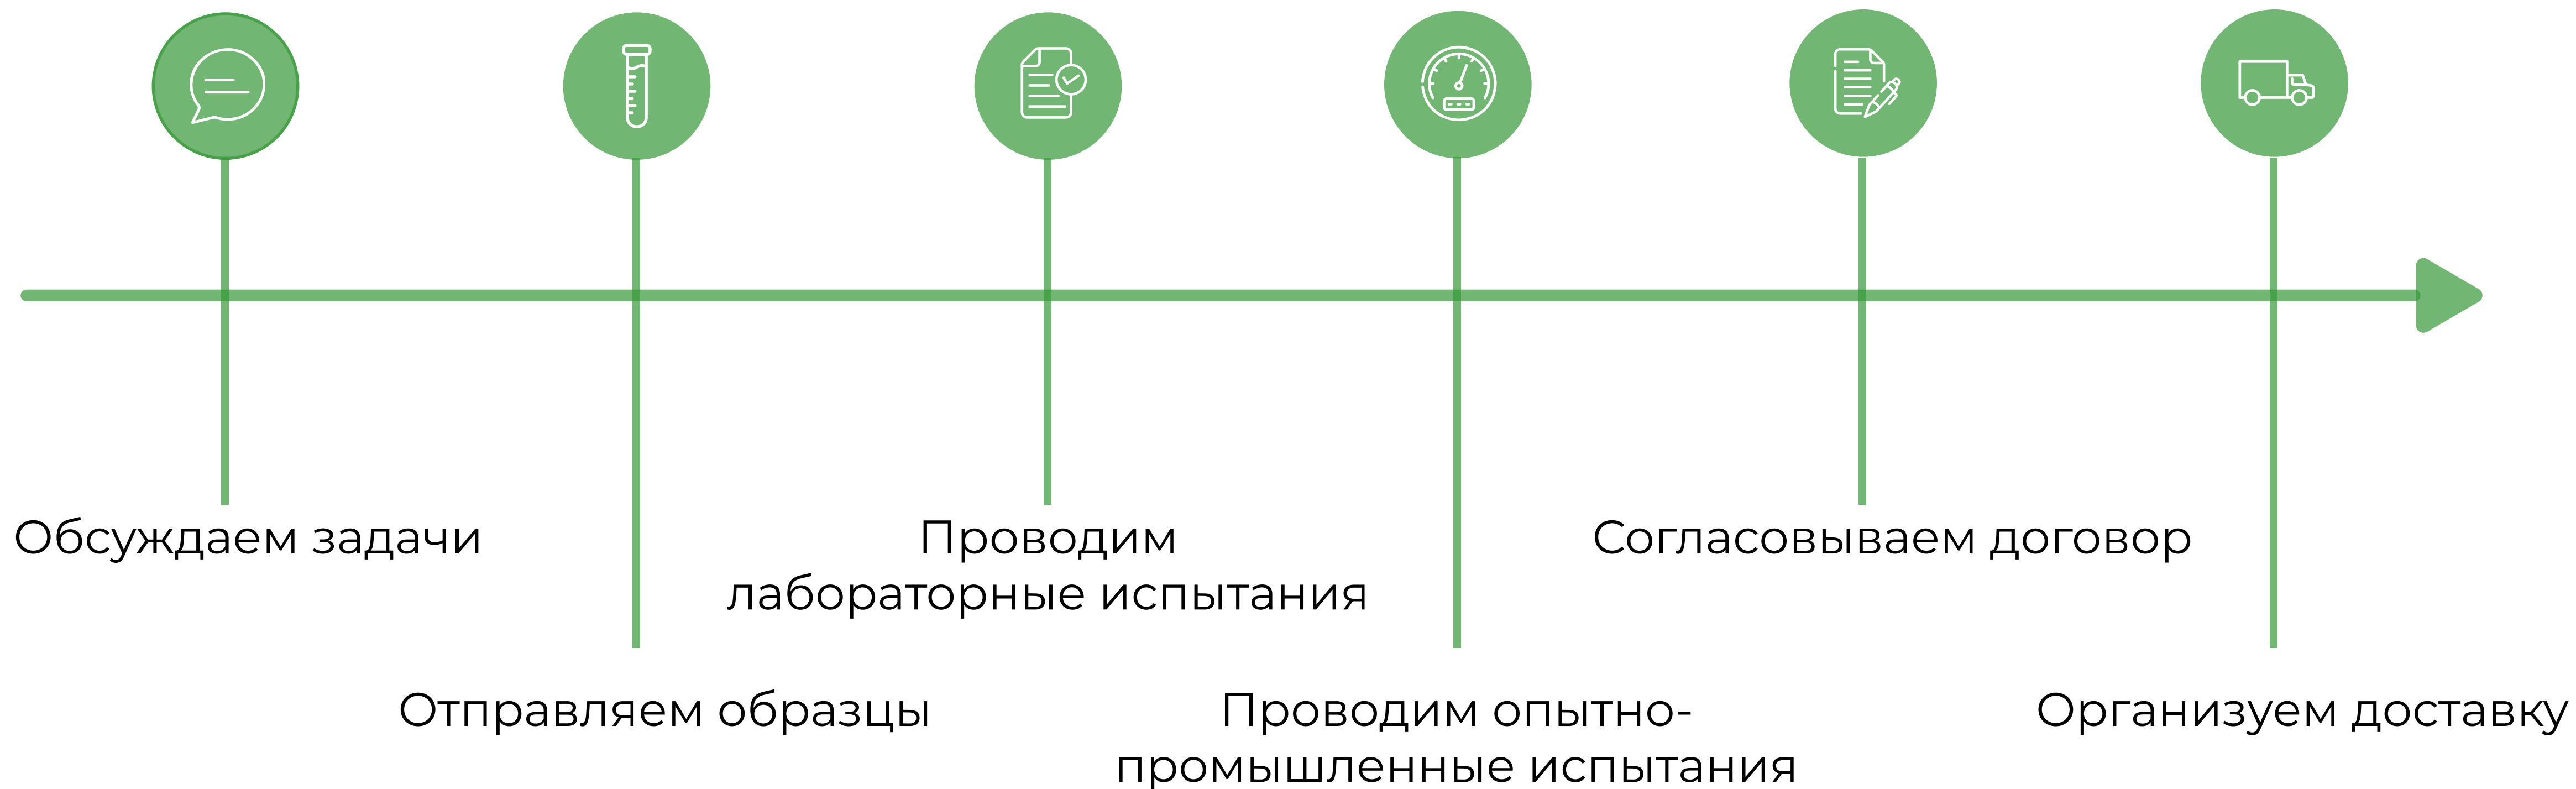 Обсуждаем задачи
Отправляем образцы
Проводим
лабораторные испытания
Проводим опытно-
промышленные испытания
Согласовываем договор
Организуем доставку